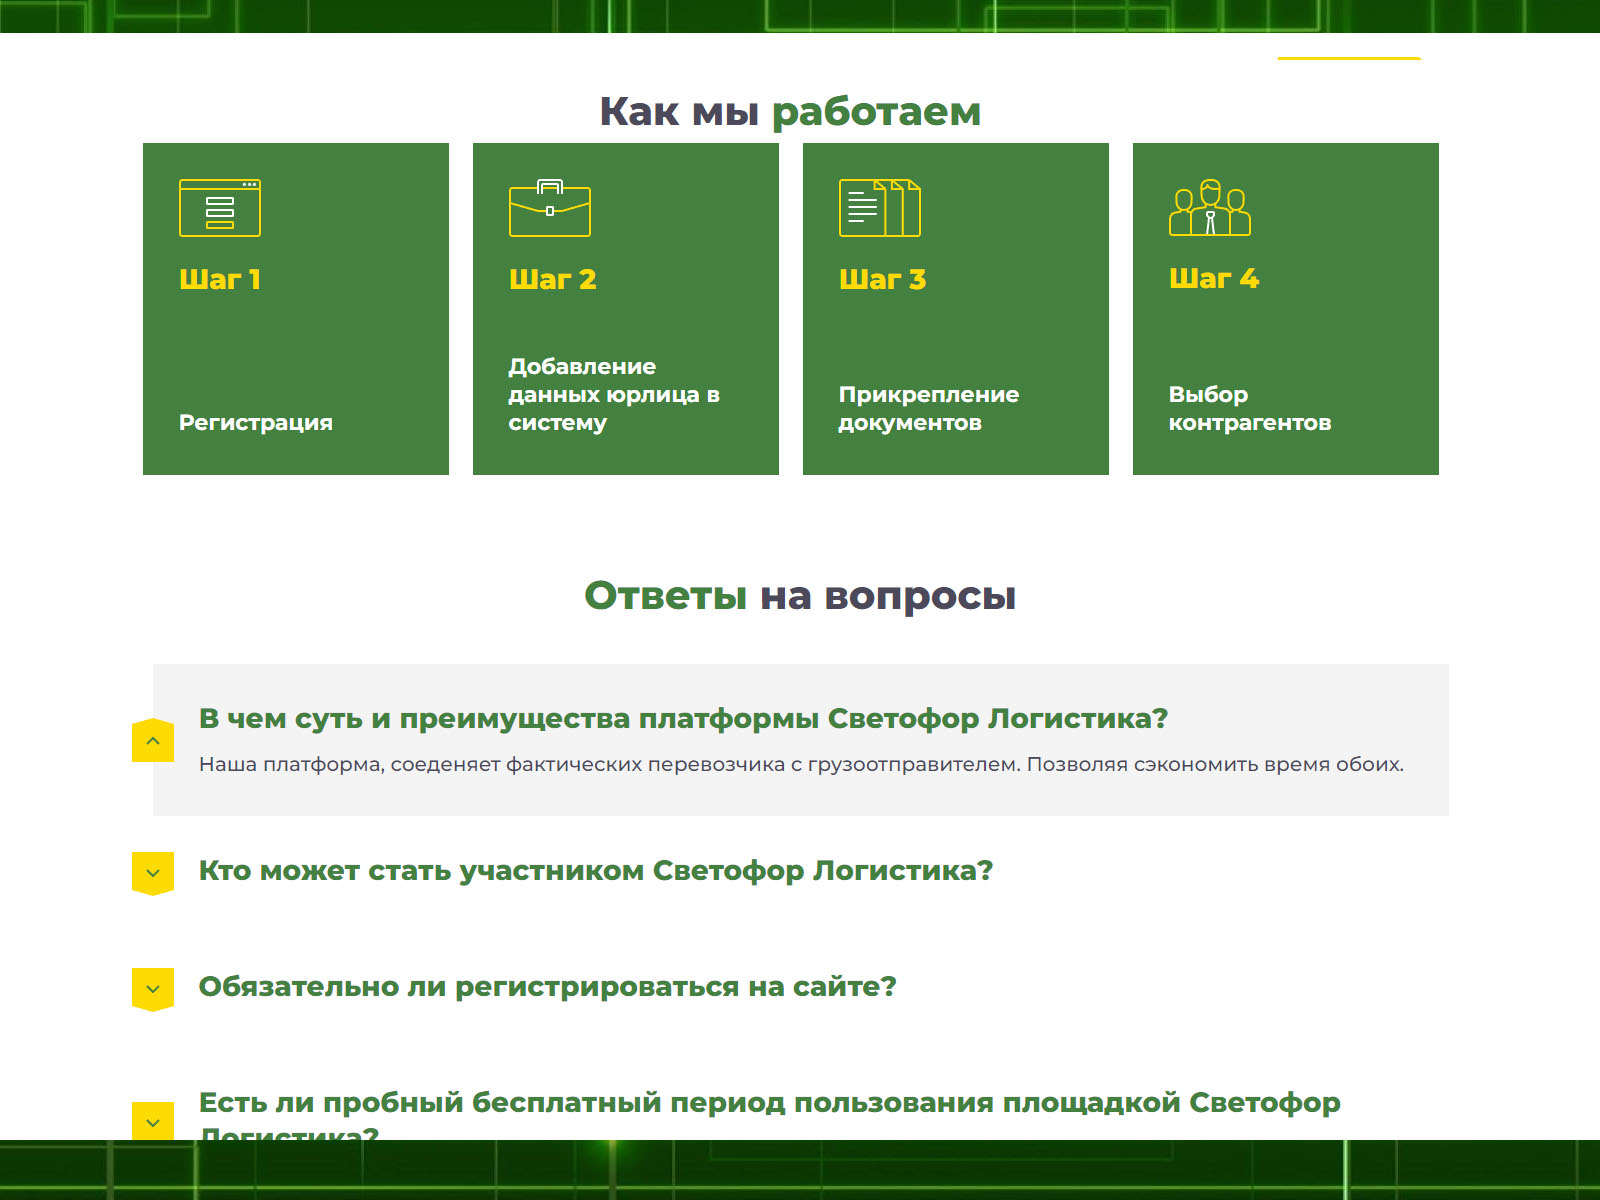 Как мы работаем
Шаг 1
Регистрация
Шаг 2
Добавление
данных юрлица в
систему
Шаг 3
Прикрепление
документов
Шаг 4
Выбор
контрагентов
Ответы на вопросы
В чем суть и преимущества платформы Светофор Логистика?
Наша платформа, соеденяет фактических перевозчика с грузоотправителем. Позволяя сэкономить время обоих.
Кто может стать участником Светофор Логистика?
Обязательно ли регистрироваться на сайте?
Есть ли пробный бесплатный период пользования площадкой Светофор
Логистика?